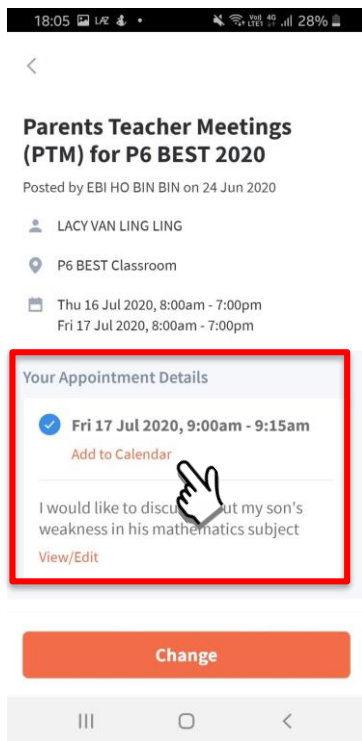 18:05 LAZ 4G 28%
Parents Teacher Meetings
(PTM) for P6 BEST 2020
Posted by EBI HO BIN BIN on 24 Jun 2020
LACY VAN LING LING
P6 BEST Classroom
Thu 16 Jul 2020, 8:00am - 7:00pm
Fri 17 Jul 2020, 8:00am - 7:00pm
Your Appointment Details
Fri 17 Jul 2020, 9:00am - 9:15am
Add to Calendar
I would like to discu ut my son's
weakness in his mathematics subject
View/Edit
Change